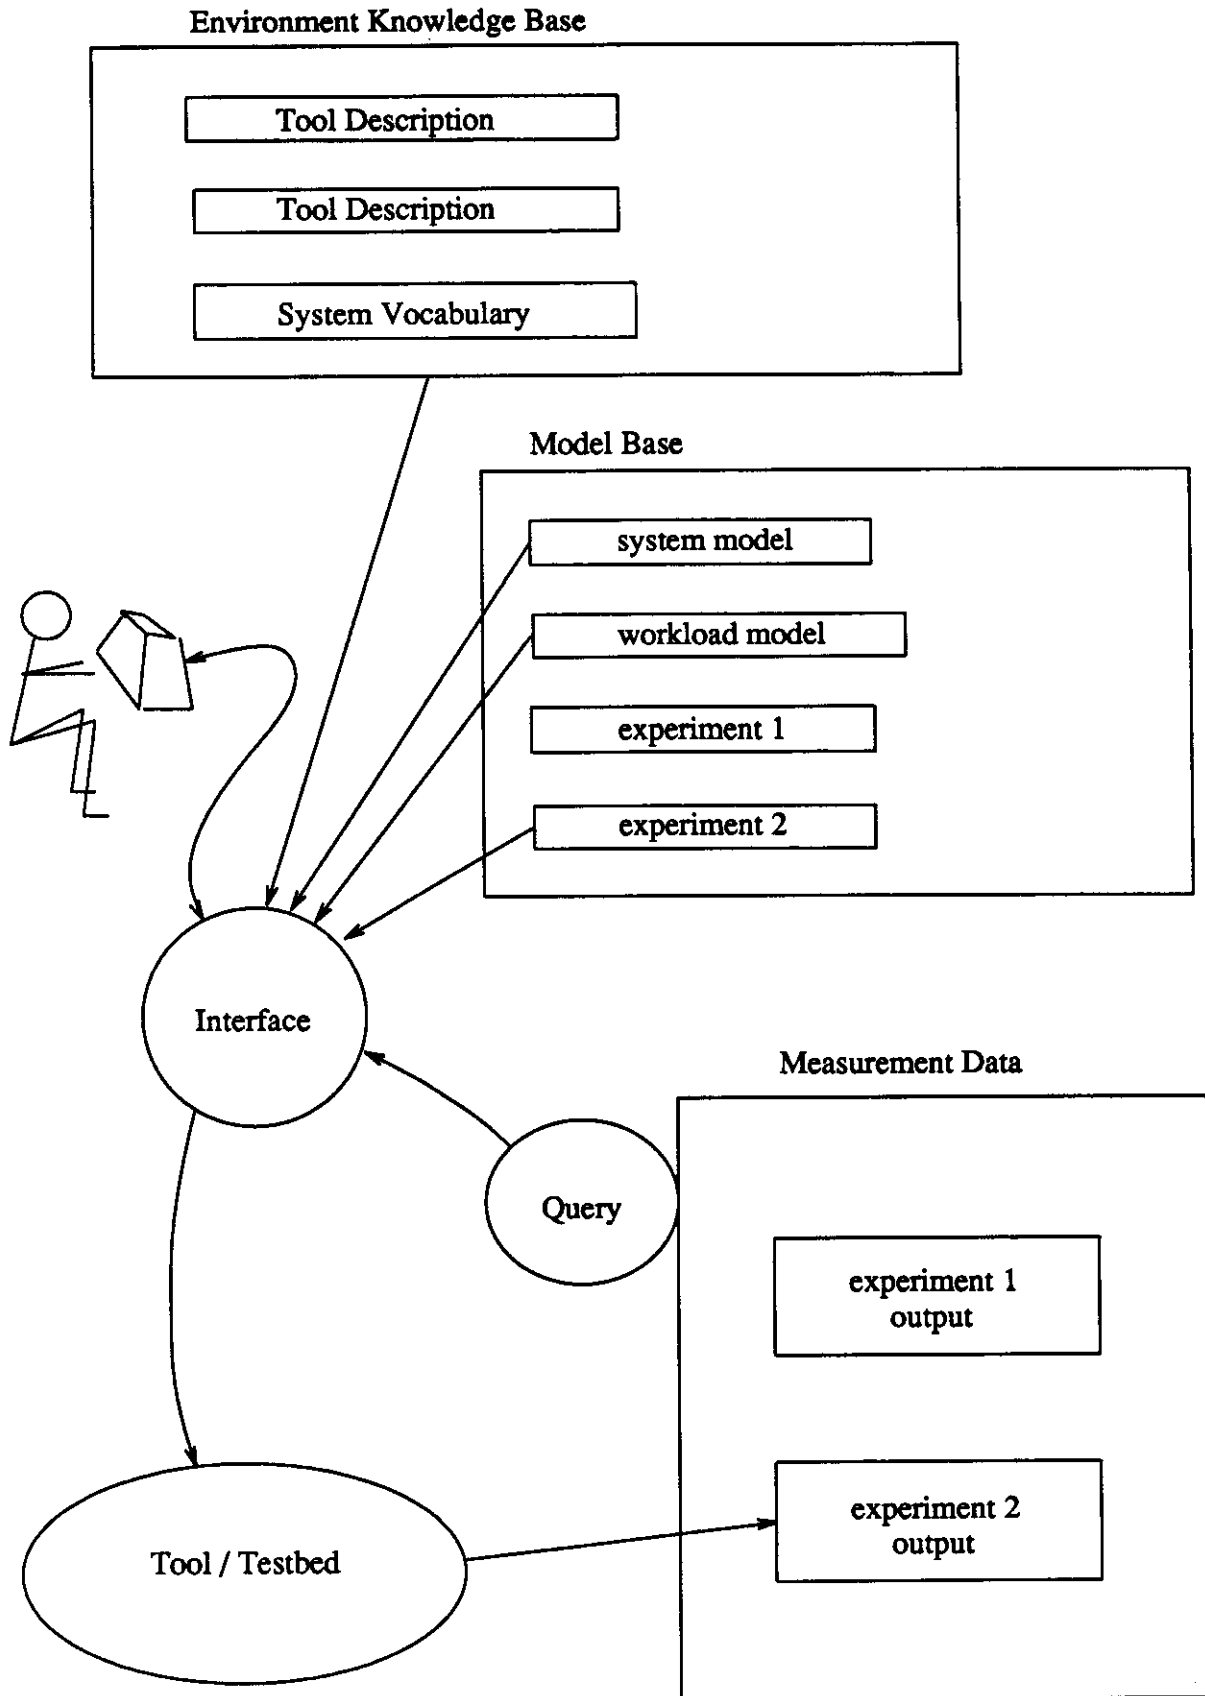 Environment Knowledge Base
Tool Description
Tool Description
System Vocabulary
Model Base
system model
workload model
experiment 1
experiment 2
Interface
Measurement Data
Query
experiment 1
output
experiment 2
output
Tool / Testbed